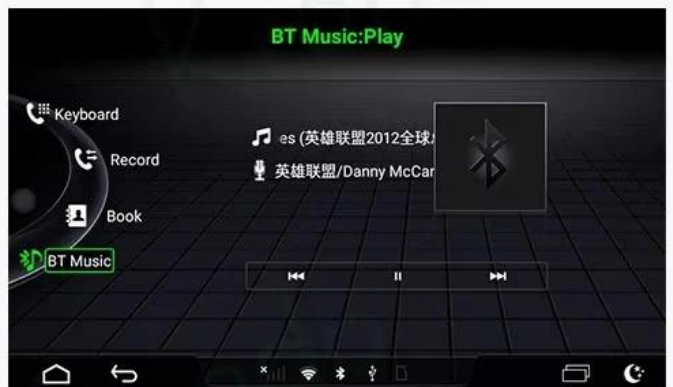 BT Music:Play
Keyboard
Record
Book
BT Music
es (英雄联盟2012全球
英雄联盟/Danny McCar